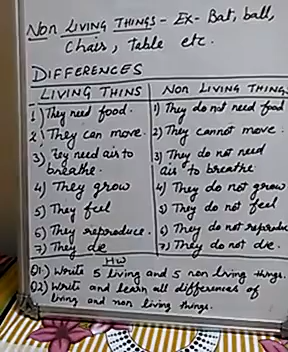 Non Living Things - Ex- Bat, ball,
Chair, Table etc.
DIFFERENCES
LIVING THINS | NON LIVING THINGS
1) They need food. | 1) They do not need food
2) They can move. | 2) They cannot move.
3) They need air to | 3) They do not need
breathe. | air to breathe
4) They grow | 4) They do not grow
5) They feel | 5) They do not feel
6) They reproduce. | 6) They do not reproduce
7) They die | 7) They do not die.
HW
Q1.) Write 5 living and 5 non living things.
Q2) Write and learn all differences of
living and non living things.